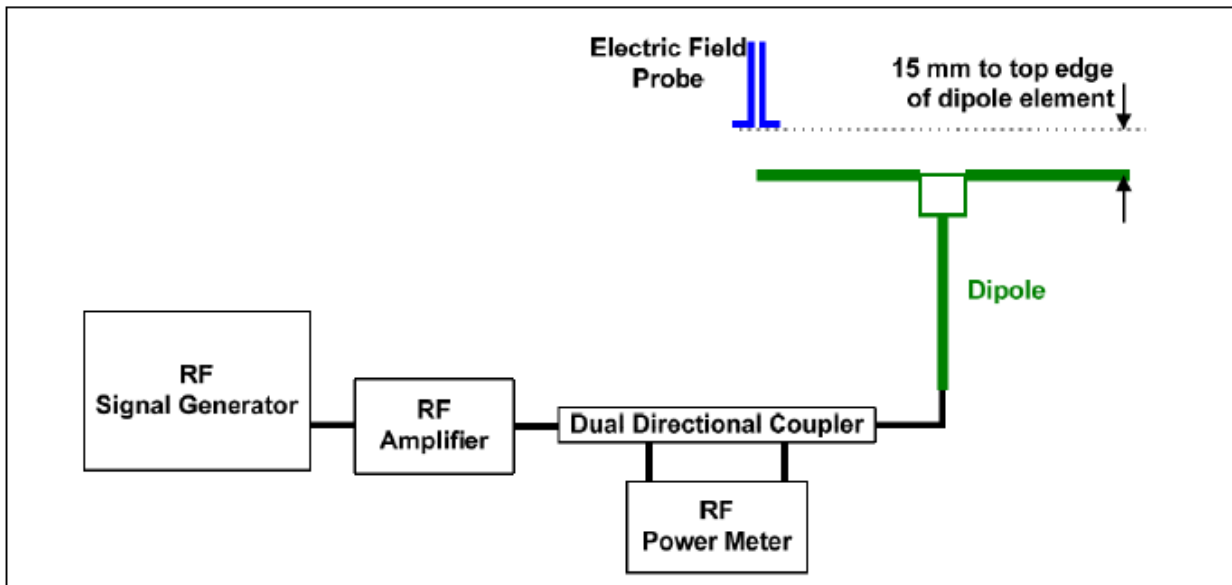 Electric Field
Probe
15 mm to top edge
of dipole element
Dipole
RF
Signal Generator
RF
Amplifier
Dual Directional Coupler
RF
Power Meter